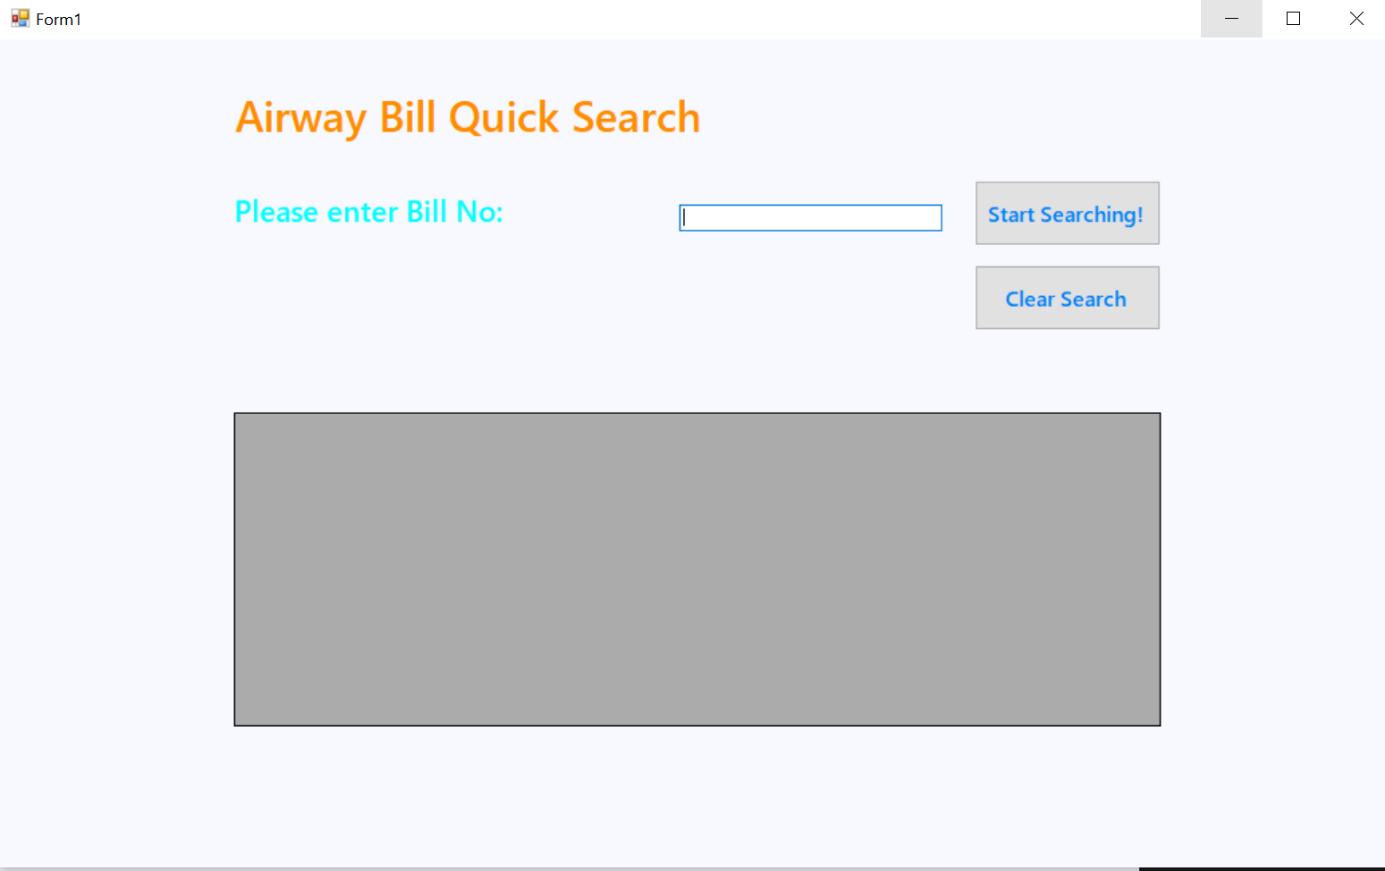 Form1
Airway Bill Quick Search
Please enter Bill No:
Start Searching!
Clear Search